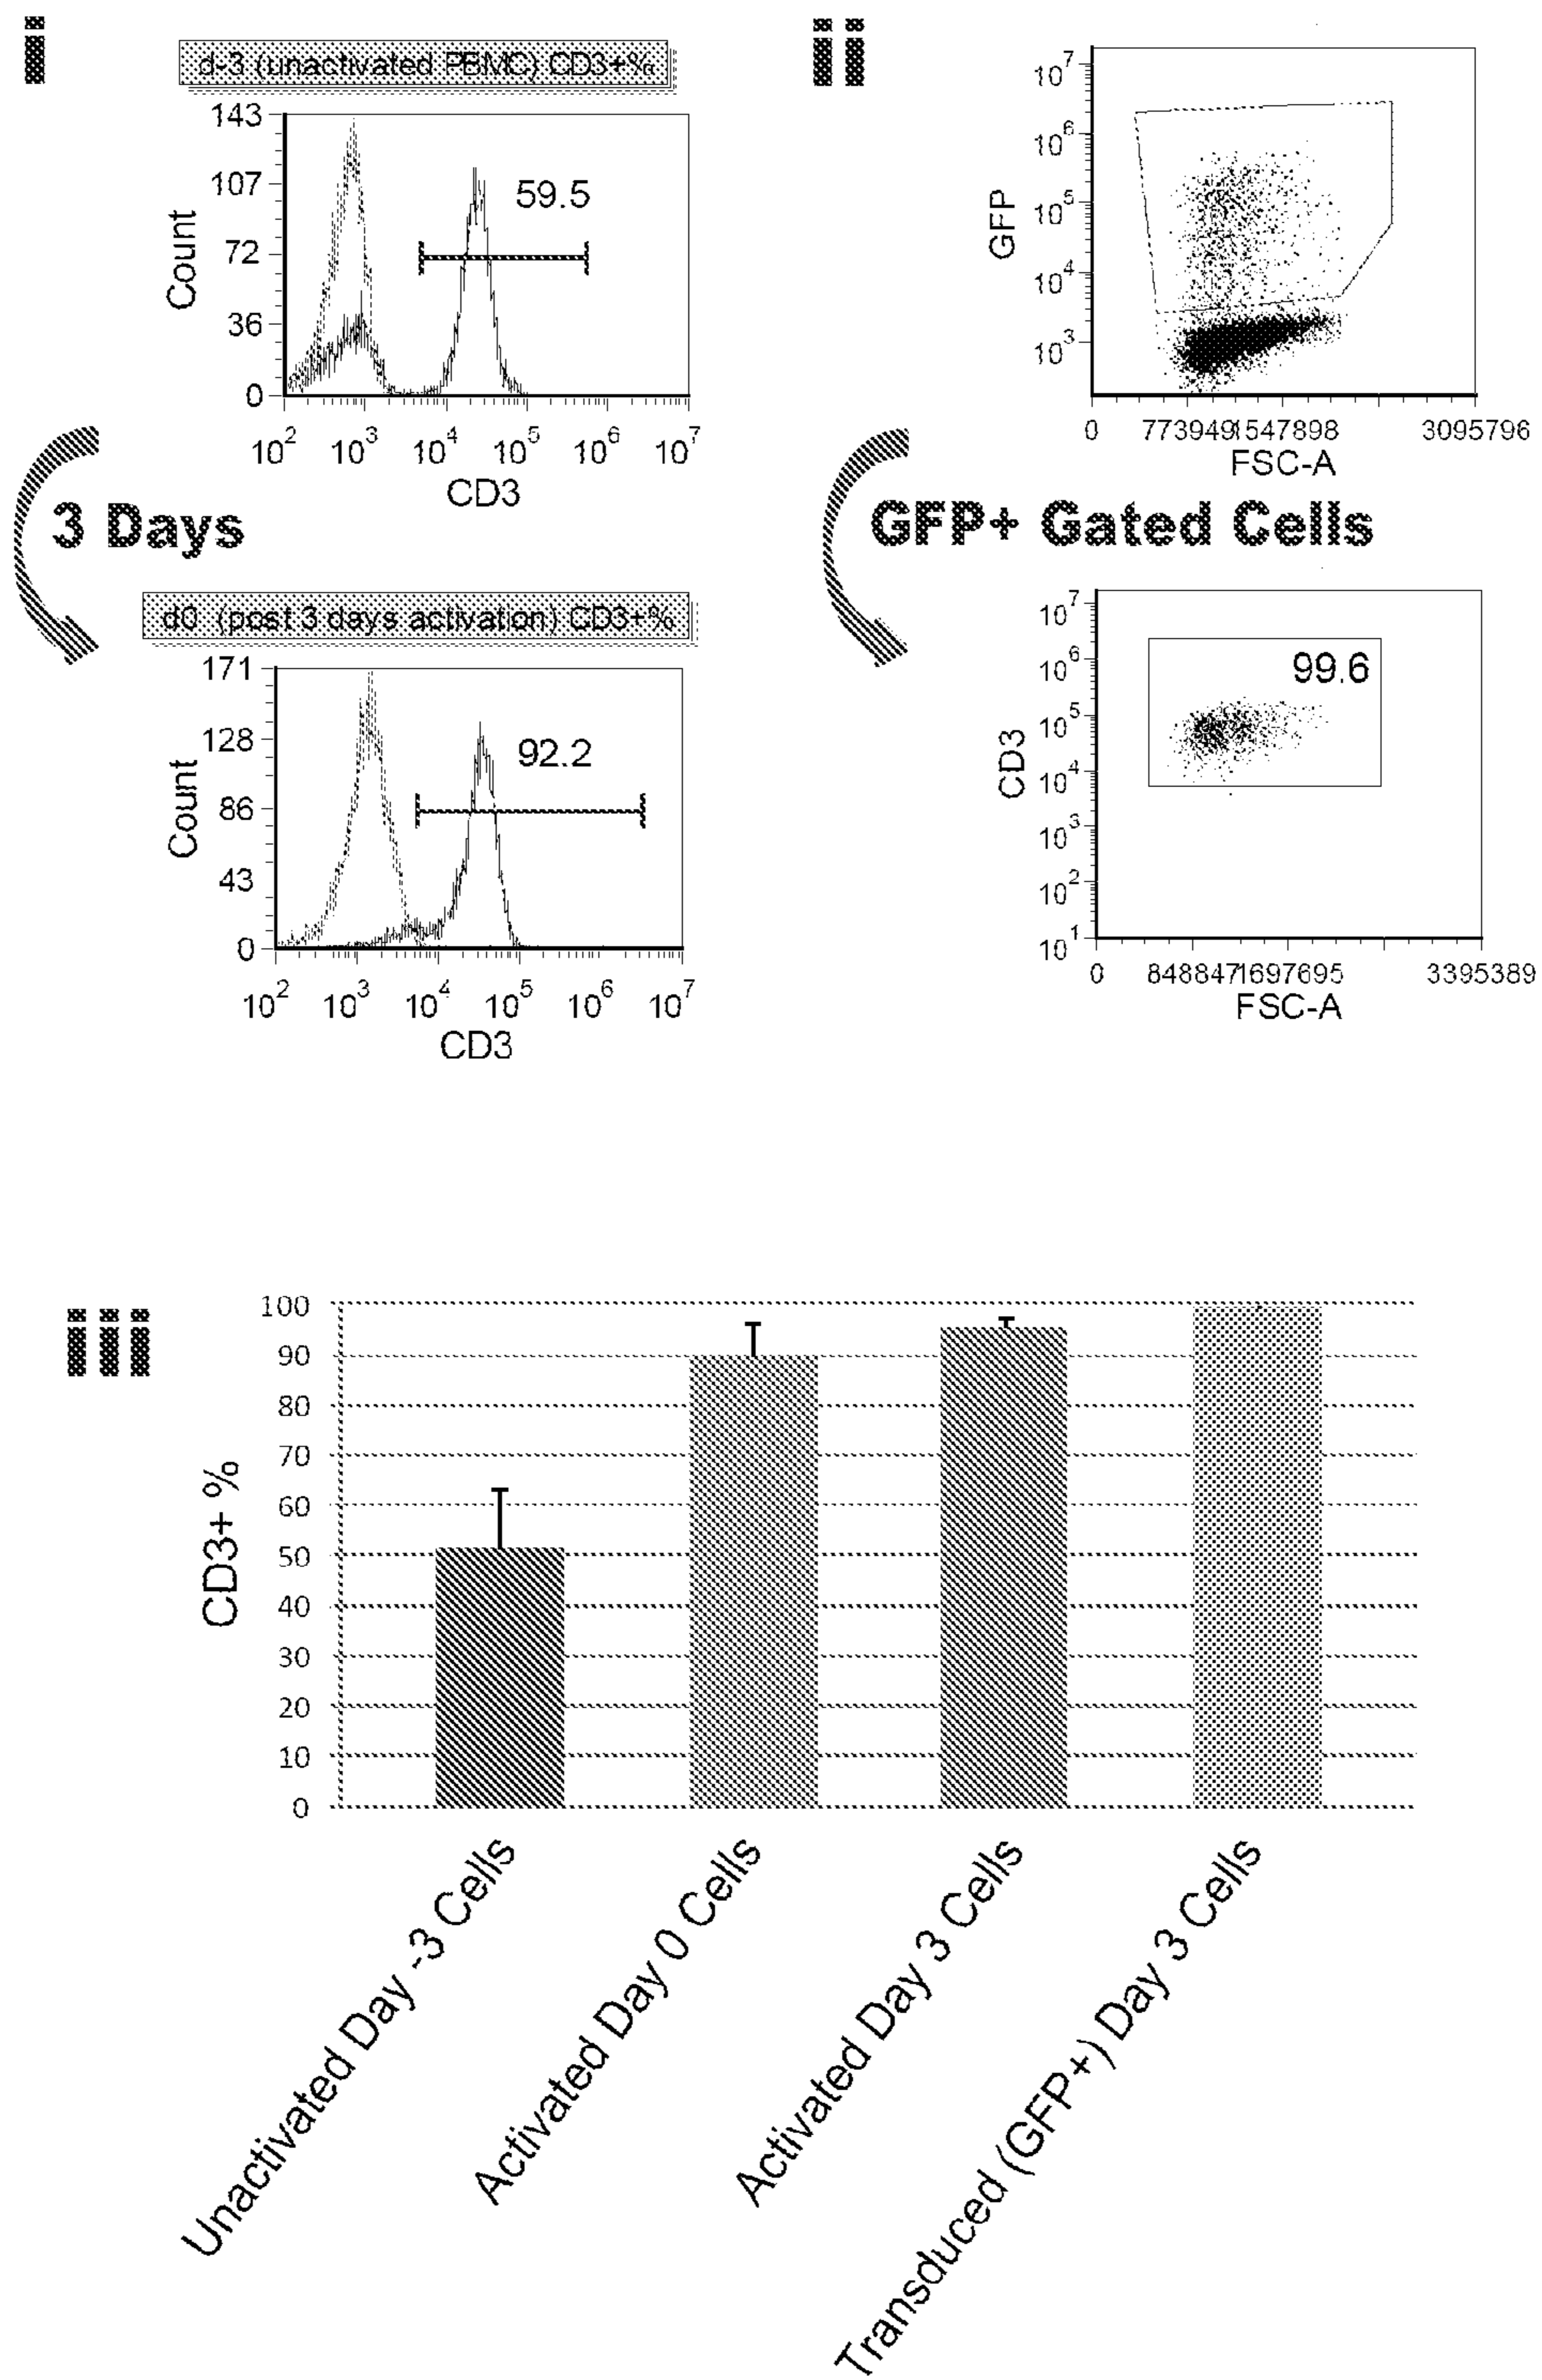 i
d-3 (unactivated PBMC) CD3+%
143
107
72
36
0
59.5
Count
10^2 10^3 10^4 10^5 10^6 10^7
CD3
3 Days
d0 (post 3 days activation) CD3+%
171
128
86
43
0
92.2
Count
10^2 10^3 10^4 10^5 10^6 10^7
CD3
ii
10^7
10^6
10^5
10^4
10^3
GFP
0 773949 1547898 3095796
FSC-A
GFP+ Gated Cells
10^7
10^6
10^5
10^4
10^3
10^2
10^1
99.6
CD3
0 848847 1697695 3395389
FSC-A
iii
100
90
80
70
60
50
40
30
20
10
0
CD3+ %
Unactivated Day -3 Cells
Activated Day 0 Cells
Activated Day 3 Cells
Transduced (GFP+) Day 3 Cells